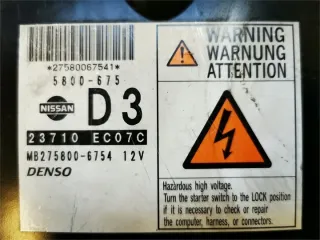 *27580067541*
5800-675
NISSAN
D3
23710 EC07C
MB275800-6754 12V
DENSO
WARNING
WARNUNG
ATTENTION
Hazardous high voltage.
Turn the starter switch to the LOCK position
if it is necessary to check or repair
the computer, harness, or connectors.